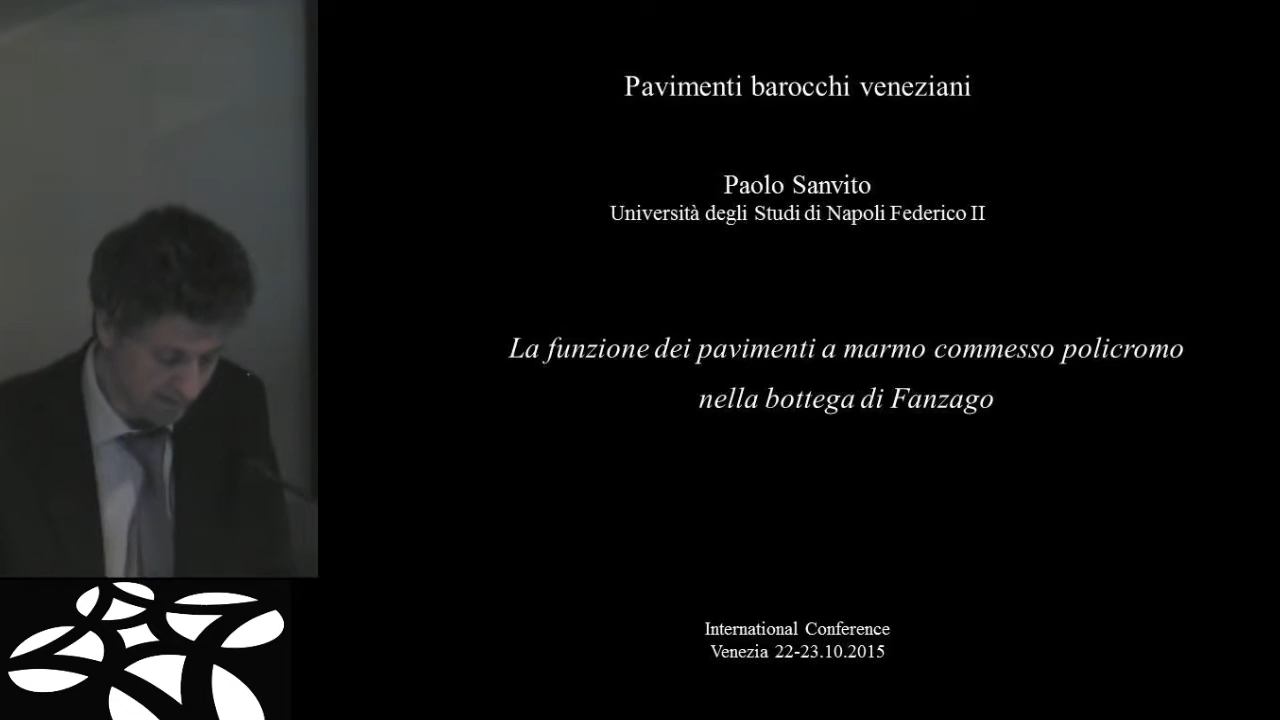 Pavimenti barocchi veneziani
Paolo Sanvito
Università degli Studi di Napoli Federico II
La funzione dei pavimenti a marmo commesso policromo
nella bottega di Fanzago
International Conference
Venezia 22-23.10.2015